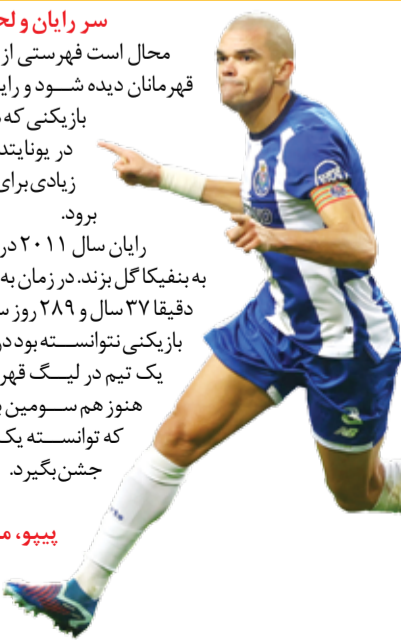 سر رایان و لح
محال است فهرستی از
قهرمانان دیده شود و رای
بازیکنی که
در یونایتد
زیادی برای
برود.
رایان سال ۲۰۱۱ در
به بنفیکا گل بزند. در زمان به
دقیقا ۳۷ سال و ۲۸۹ روز س
بازیکنی نتوانسته بود در
یک تیم در لیگ قهر
هنوز هم سومین
که توانسته یک
جشن بگیرد.
پیپو، م